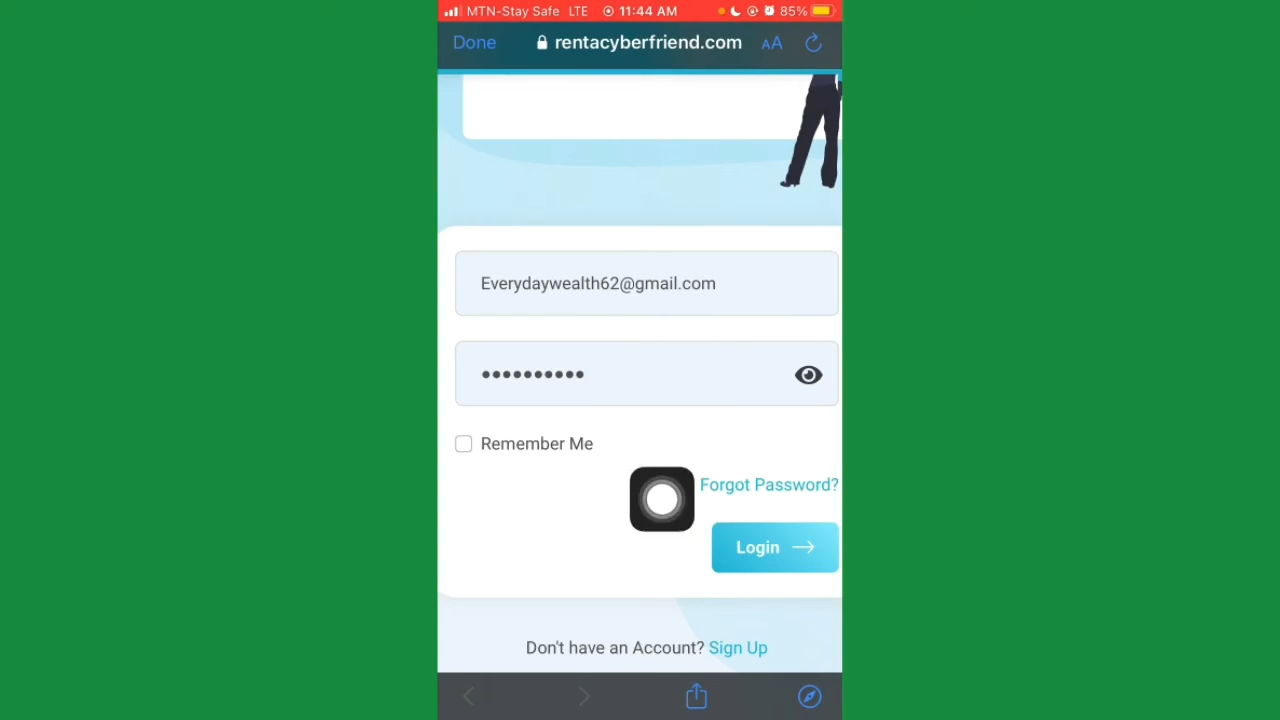 MTN-Stay Safe LTE 11:44 AM 85%
Done rentacyberfriend.com AA
Everydaywealth62@gmail.com
••••••••••
Remember Me
Forgot Password?
Login
Don't have an Account? Sign Up